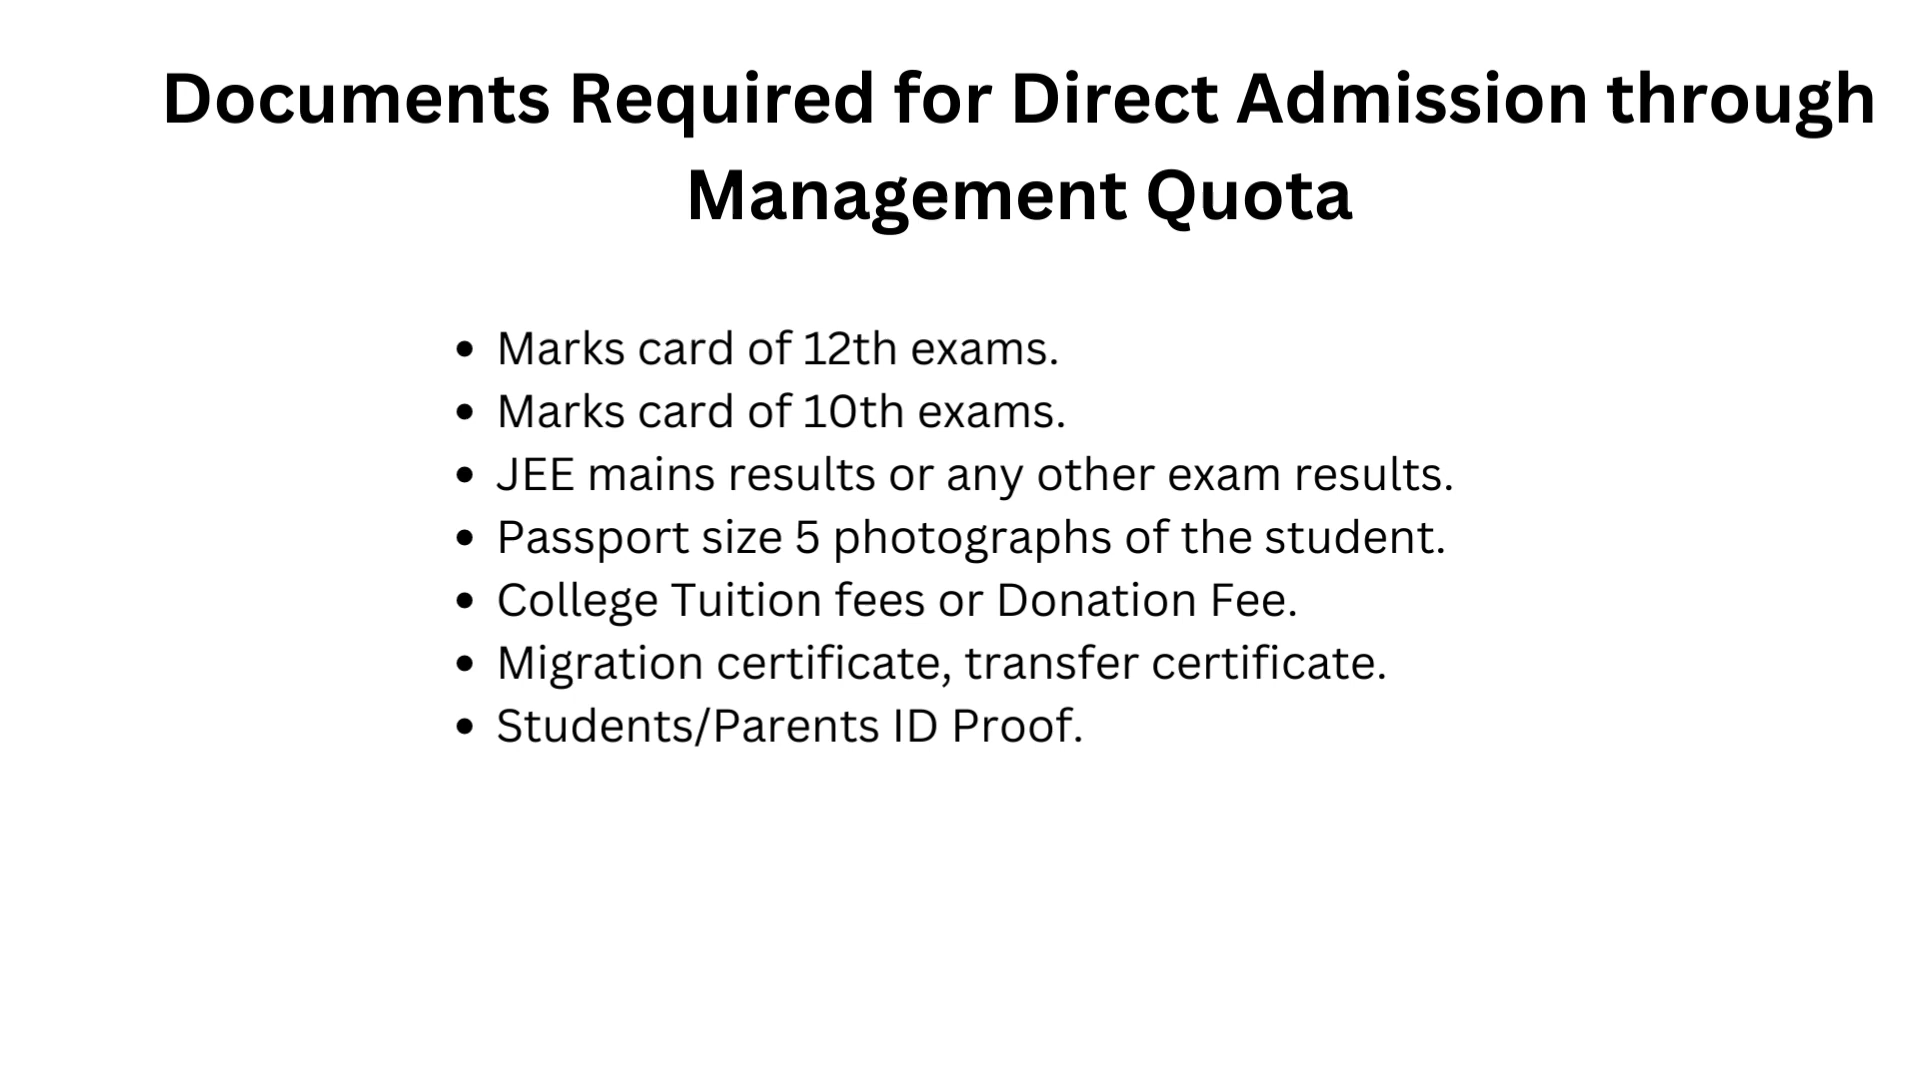 Documents Required for Direct Admission through
Management Quota
• Marks card of 12th exams.
• Marks card of 10th exams.
• JEE mains results or any other exam results.
• Passport size 5 photographs of the student.
• College Tuition fees or Donation Fee.
• Migration certificate, transfer certificate.
• Students/Parents ID Proof.